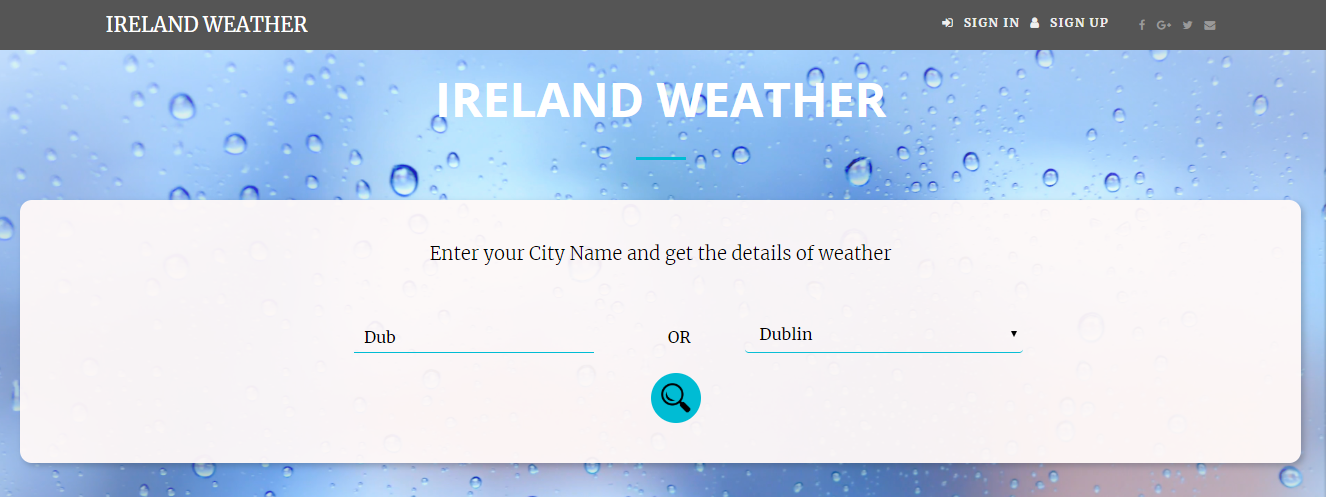 IRELAND WEATHER
SIGN IN SIGN UP
IRELAND WEATHER
Enter your City Name and get the details of weather
Dub OR Dublin